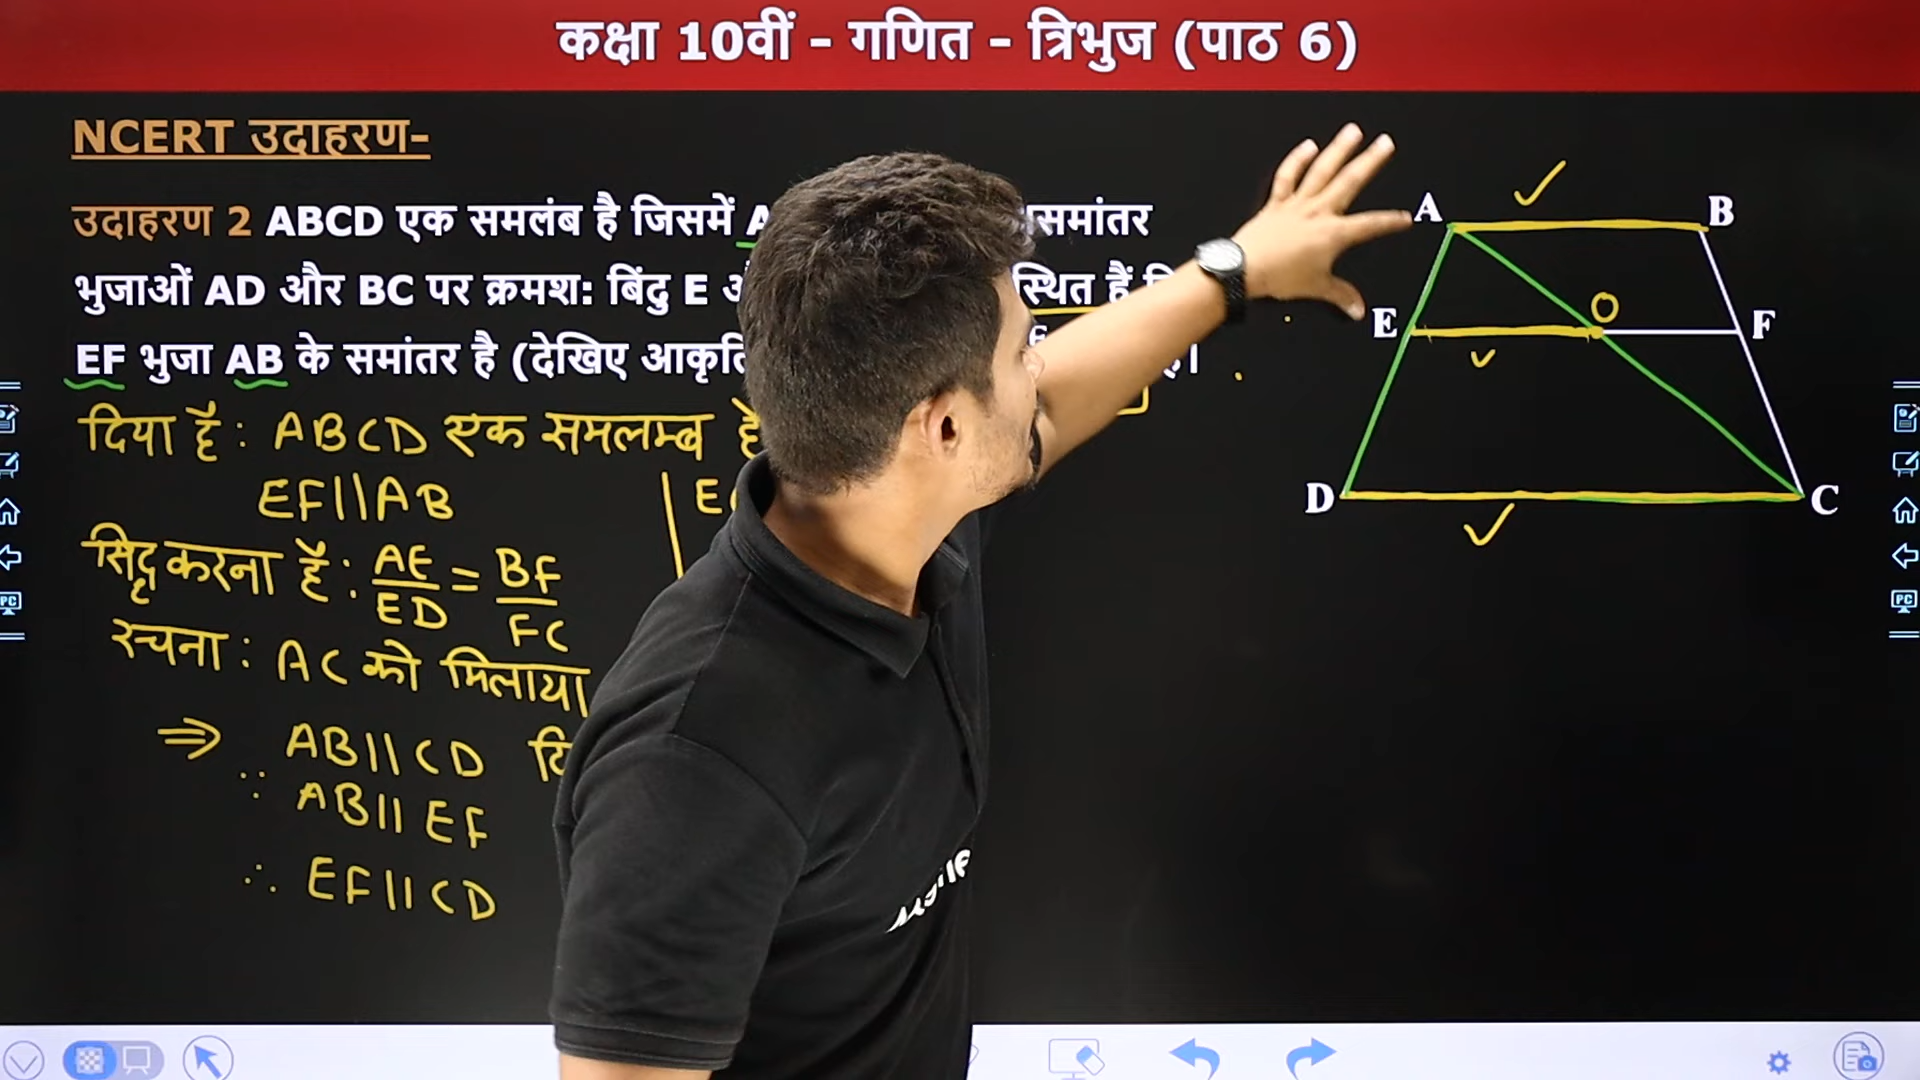 कक्षा 10वीं - गणित - त्रिभुज (पाठ 6)
NCERT उदाहरण-
उदाहरण 2 ABCD एक समलंब है जिसमें A समांतर
भुजाओं AD और BC पर क्रमश: बिंदु E स्थित हैं
EF भुजा AB के समांतर है (देखिए
दिया है : ABCD एक समलम्ब है
EF||AB
सिद्ध करना है : AE/ED = BF/FC
रचना : AC को मिलाया
⇒ AB||CD
∵ AB||EF
∴ EF||CD
A B
O
E F
D C
PC PC